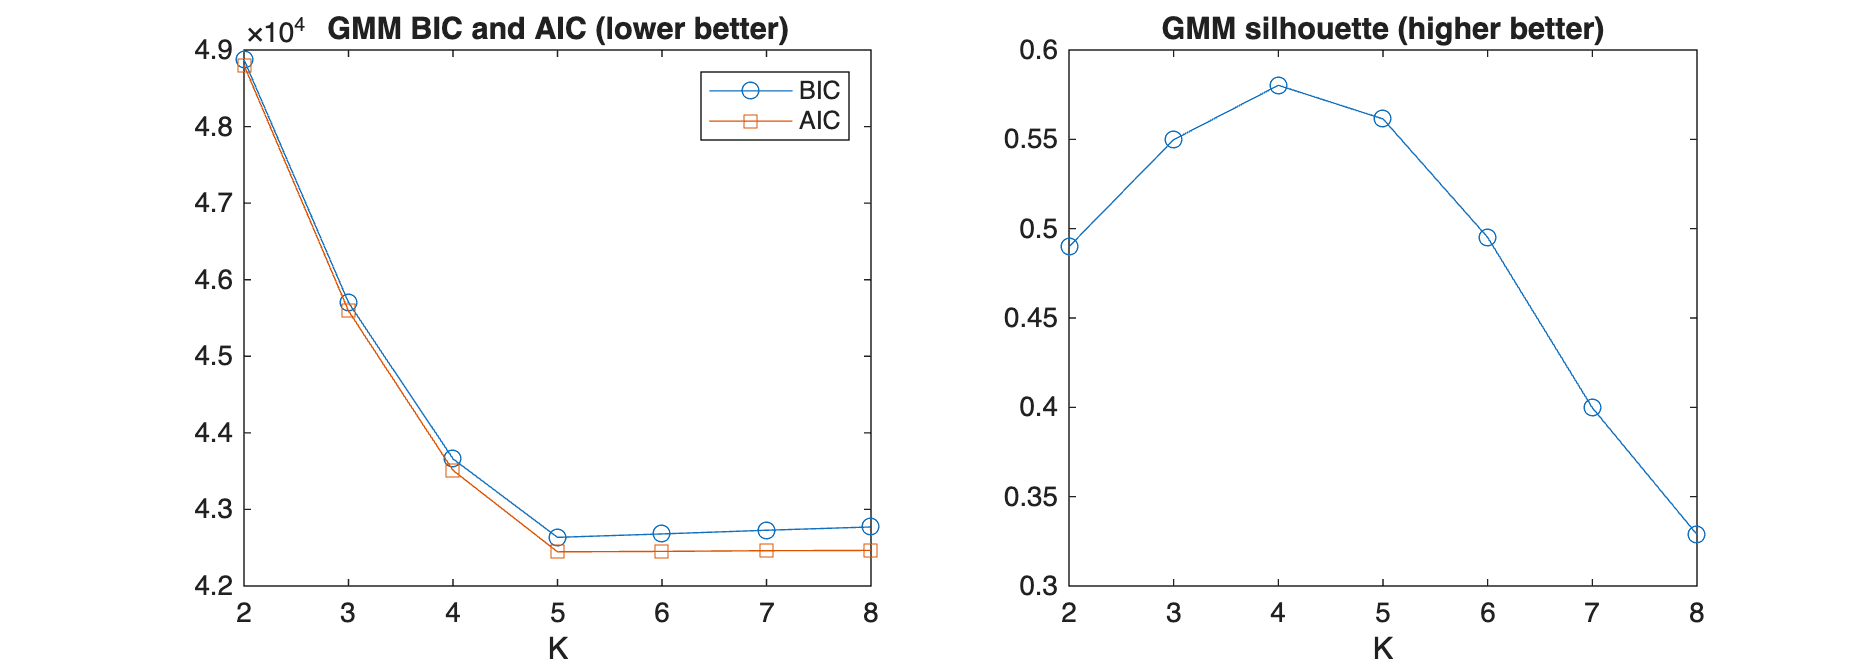 ×10⁴
GMM BIC and AIC (lower better)
4.9
4.8
4.7
4.6
4.5
4.4
4.3
4.2
2 3 4 5 6 7 8
K
BIC
AIC
GMM silhouette (higher better)
0.6
0.55
0.5
0.45
0.4
0.35
0.3
2 3 4 5 6 7 8
K